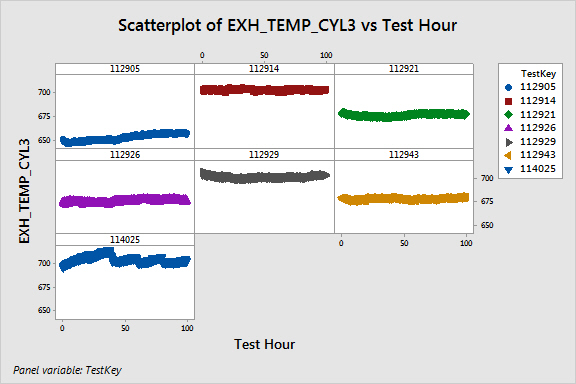 Scatterplot of EXH_TEMP_CYL3 vs Test Hour
0 50 100
112905 112914 112921
TestKey
112905
112914
112921
112926
112929
112943
114025
700
675
650
EXH_TEMP_CYL3
112926 112929 112943
700
675
650
0 50 100
114025
700
675
650
0 50 100
Test Hour
Panel variable: TestKey